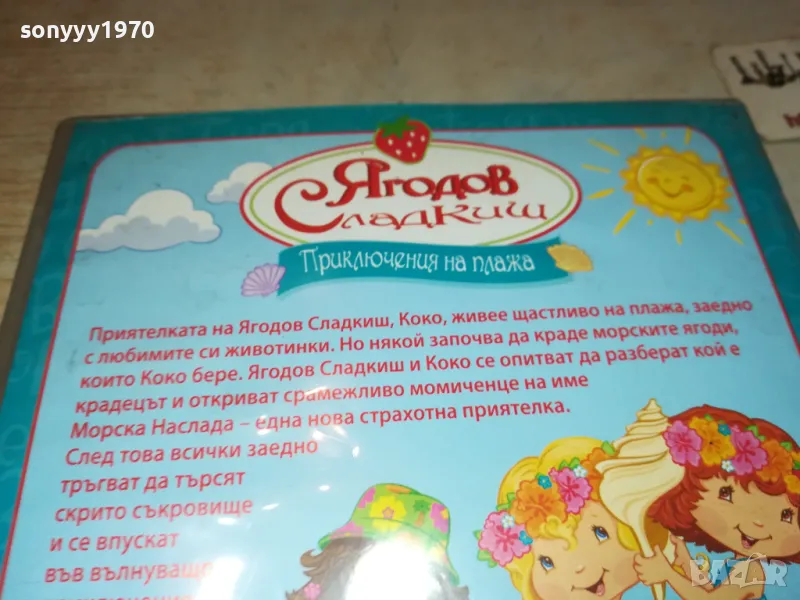 sonyyy1970
Ягодов
Сладкиш
Приключения на плажа
Приятелката на Ягодов Сладкиш, Коко, живее щастливо на плажа, заедно
с любимите си животинки. Но някой започва да краде морските ягоди,
които Коко бере. Ягодов Сладкиш и Коко се опитват да разберат кой е
крадецът и откриват срамежливо момиченце на име
Морска Наслада – една нова страхотна приятелка.
След това всички заедно
тръгват да търсят
скрито съкровище
и се впускат
във вълнуващо
BAZAR